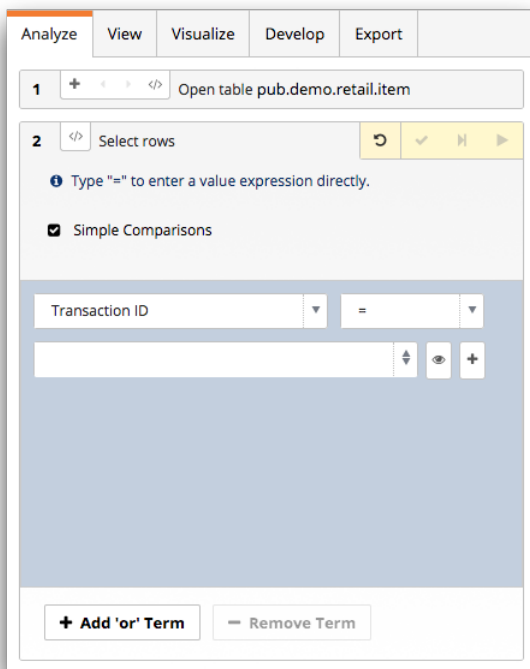 Analyze View Visualize Develop Export
1 </> Open table pub.demo.retail.item
2 </> Select rows
Type "=" to enter a value expression directly.
Simple Comparisons
Transaction ID =
+ Add 'or' Term − Remove Term